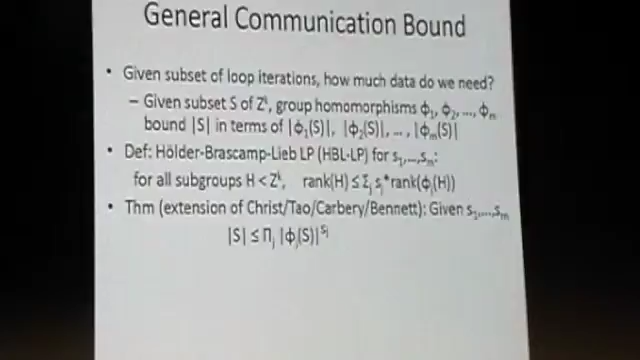 General Communication Bound
• Given subset of loop iterations, how much data do we need?
– Given subset S of Zᵏ, group homomorphisms ϕ₁, ϕ₂, ..., ϕₘ
bound |S| in terms of |ϕ₁(S)|, |ϕ₂(S)|, ... , |ϕₘ(S)|
• Def: Hölder-Brascamp-Lieb LP (HBL-LP) for s₁,...,sₘ:
for all subgroups H < Zᵏ, rank(H) ≤ Σⱼ sⱼ*rank(ϕⱼ(H))
• Thm (extension of Christ/Tao/Carbery/Bennett): Given s₁,...,sₘ
|S| ≤ Πⱼ |ϕⱼ(S)|^sⱼ